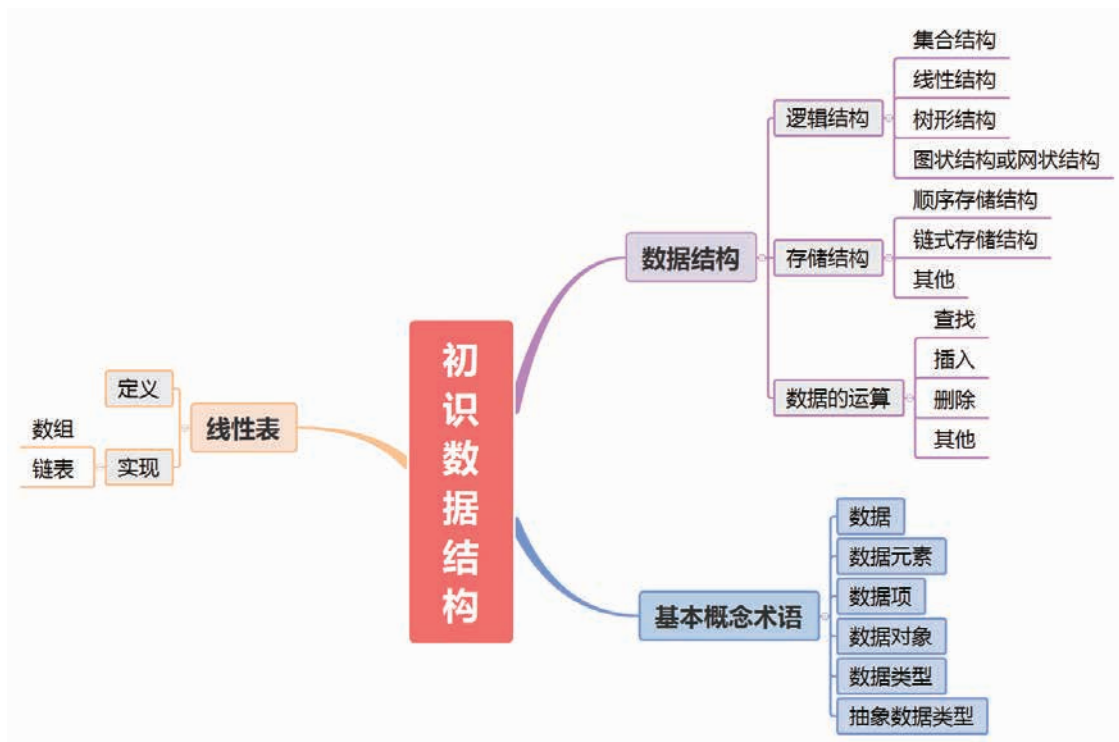 初识数据结构
数据结构
逻辑结构
集合结构
线性结构
树形结构
图状结构或网状结构
存储结构
顺序存储结构
链式存储结构
其他
数据的运算
查找
插入
删除
其他
基本概念术语
数据
数据元素
数据项
数据对象
数据类型
抽象数据类型
线性表
定义
实现
数组
链表